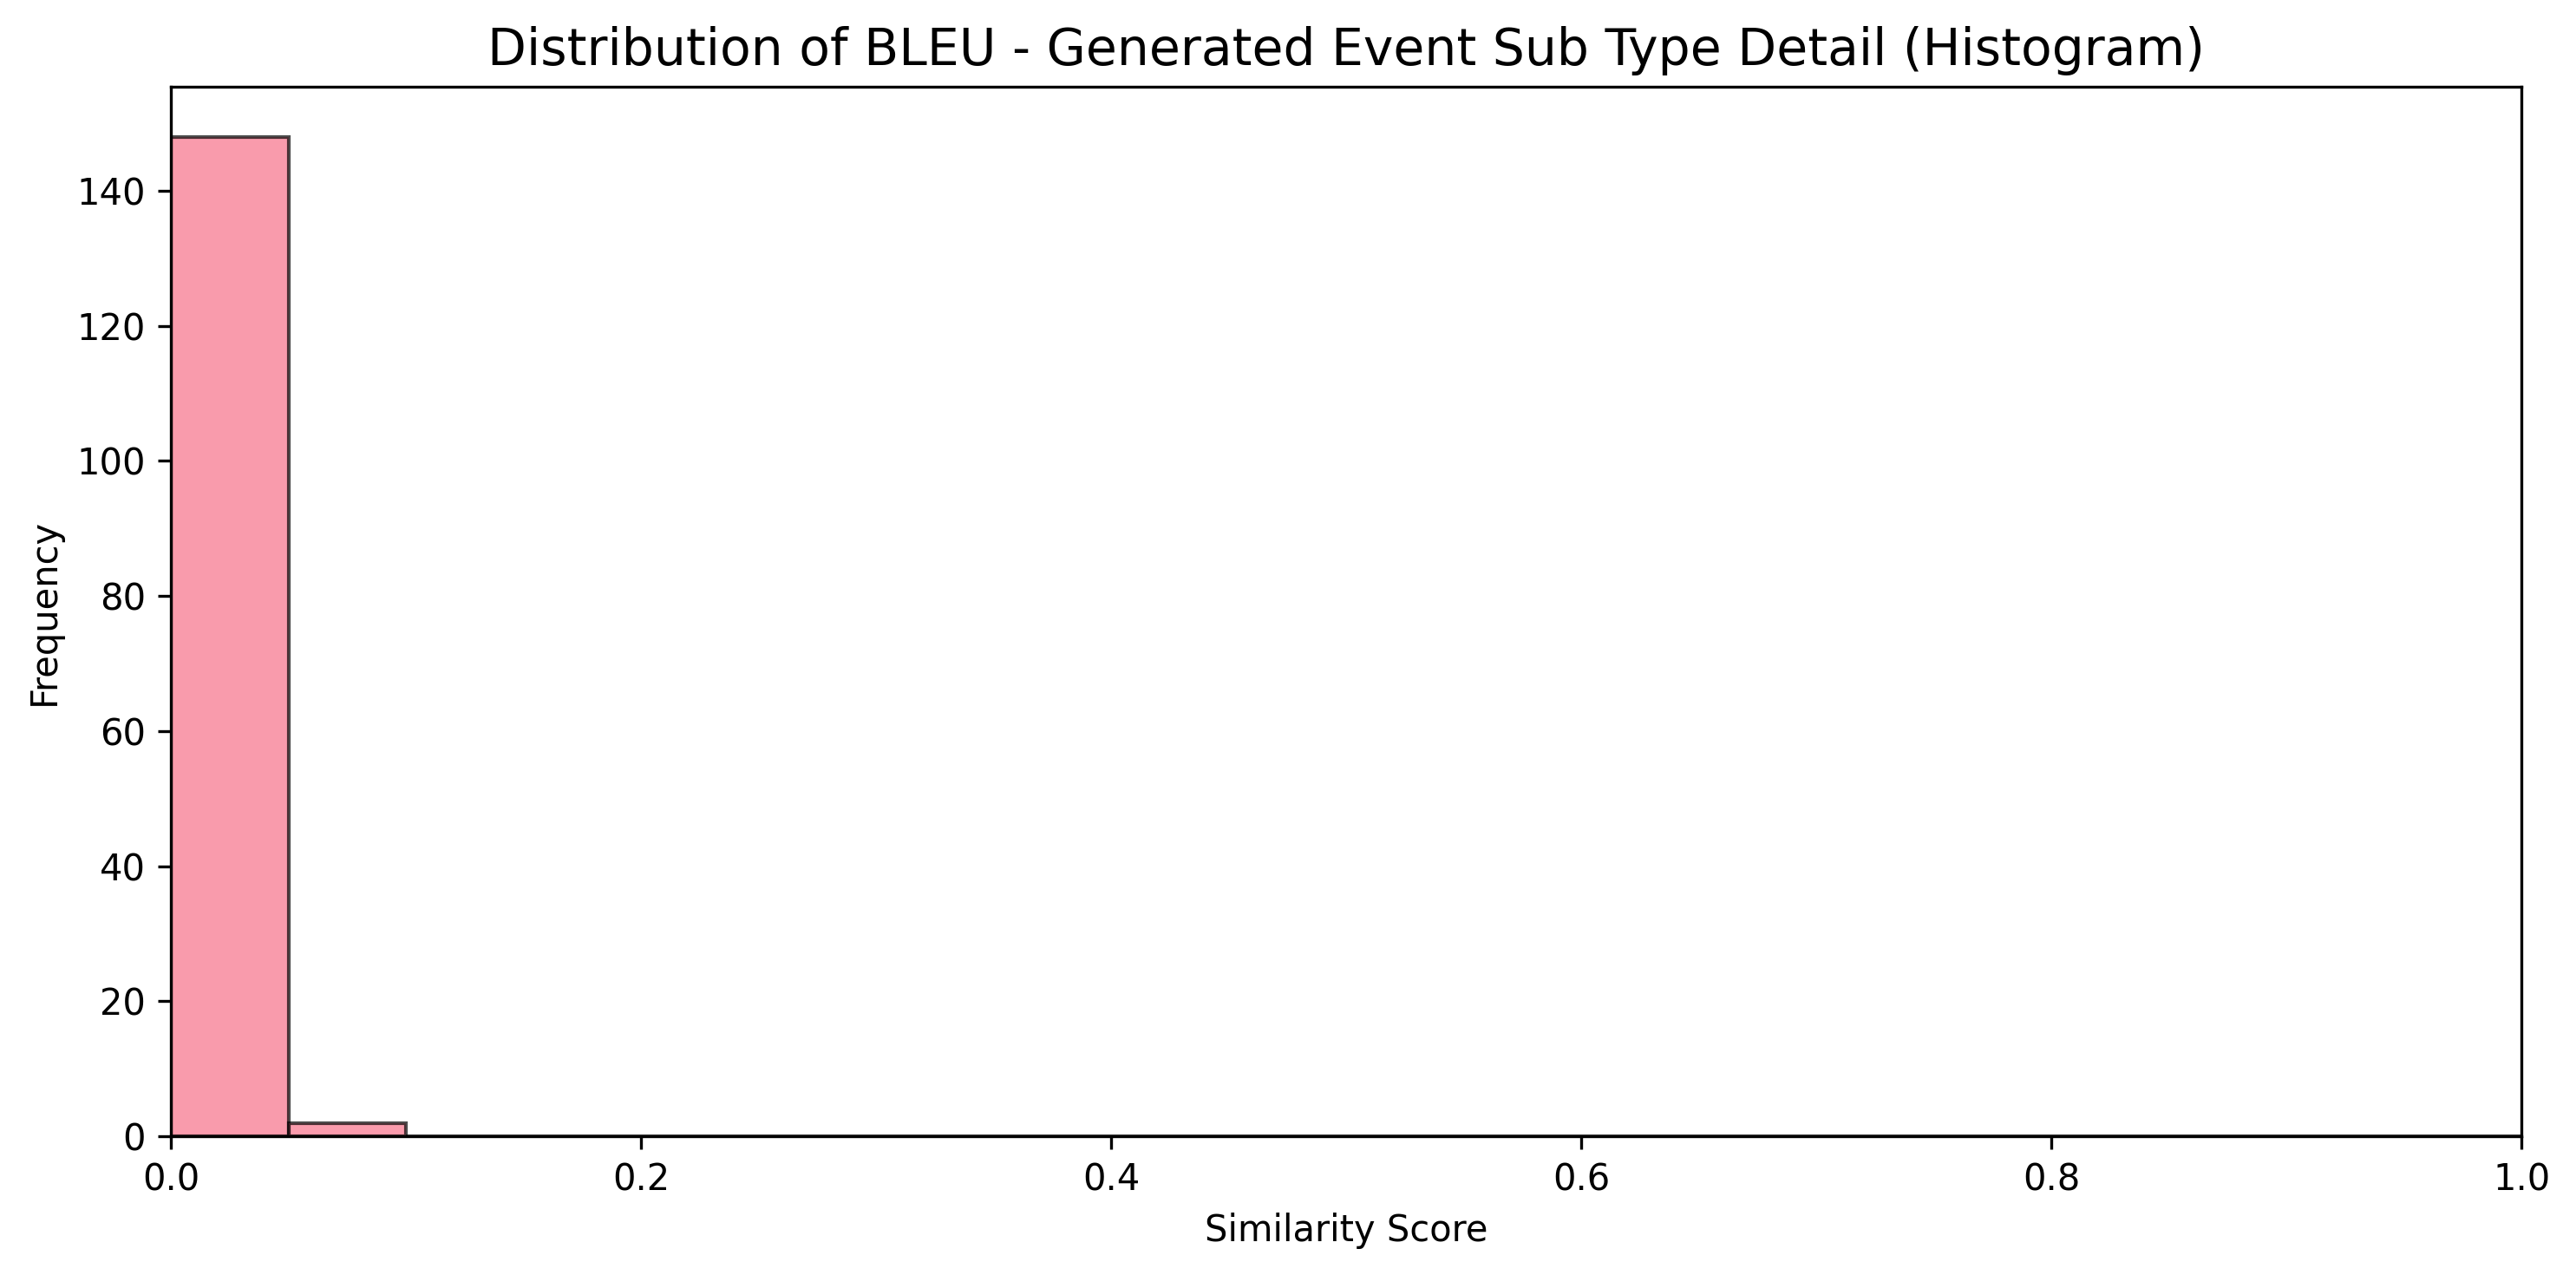 Distribution of BLEU - Generated Event Sub Type Detail (Histogram)
140
120
100
80
60
40
20
0
Frequency
0.0 0.2 0.4 0.6 0.8 1.0
Similarity Score